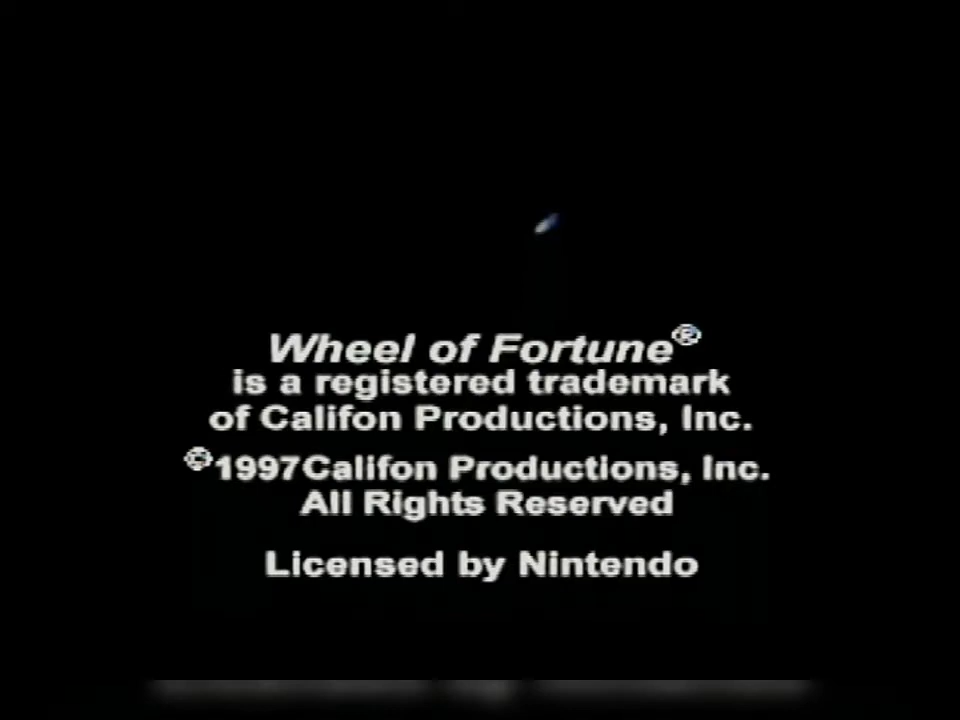 Wheel of Fortune®
is a registered trademark
of Califon Productions, Inc.
©1997Califon Productions, Inc.
All Rights Reserved
Licensed by Nintendo